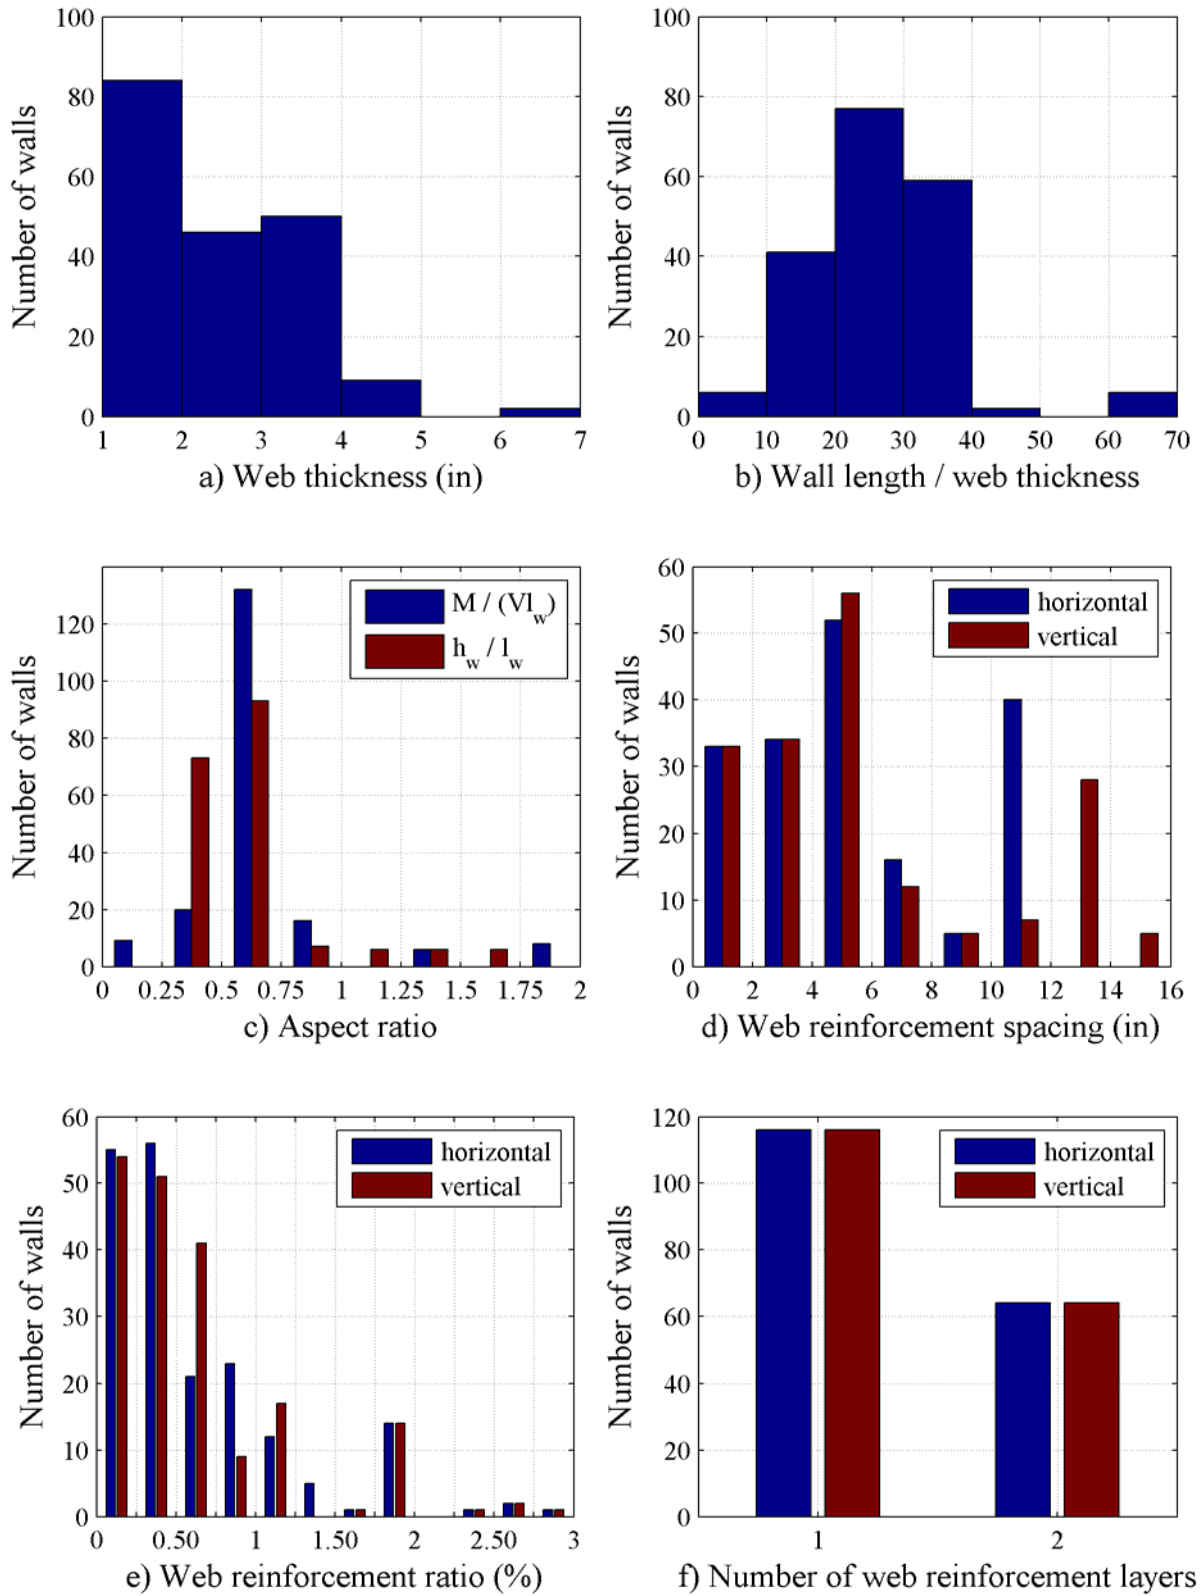 100
80
60
40
20
0
1 2 3 4 5 6 7
Number of walls
a) Web thickness (in)
100
80
60
40
20
0
0 10 20 30 40 50 60 70
Number of walls
b) Wall length / web thickness
120
100
80
60
40
20
0
0 0.25 0.5 0.75 1 1.25 1.5 1.75 2
Number of walls
M / (Vl_w)
h_w / l_w
c) Aspect ratio
60
50
40
30
20
10
0
0 2 4 6 8 10 12 14 16
Number of walls
horizontal
vertical
d) Web reinforcement spacing (in)
60
50
40
30
20
10
0
0 0.50 1 1.50 2 2.50 3
Number of walls
horizontal
vertical
e) Web reinforcement ratio (%)
120
100
80
60
40
20
0
1 2
Number of walls
horizontal
vertical
f) Number of web reinforcement layers